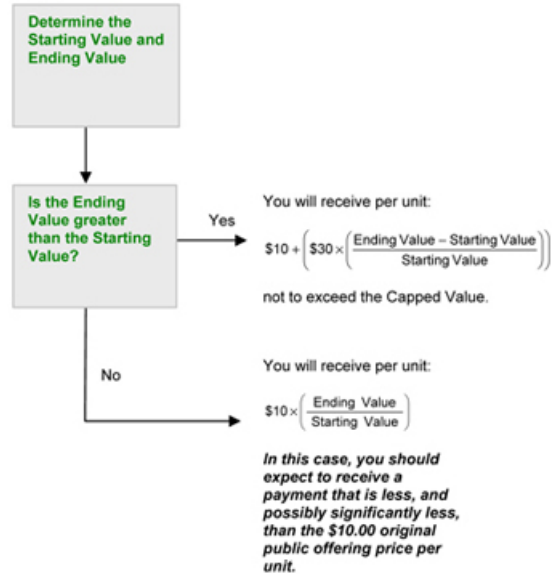 Determine the
Starting Value and
Ending Value
Is the Ending
Value greater
than the Starting
Value?
Yes
You will receive per unit:
$10 + ($30 × (Ending Value – Starting Value / Starting Value))
not to exceed the Capped Value.
No
You will receive per unit:
$10 × (Ending Value / Starting Value)
In this case, you should
expect to receive a
payment that is less, and
possibly significantly less,
than the $10.00 original
public offering price per
unit.